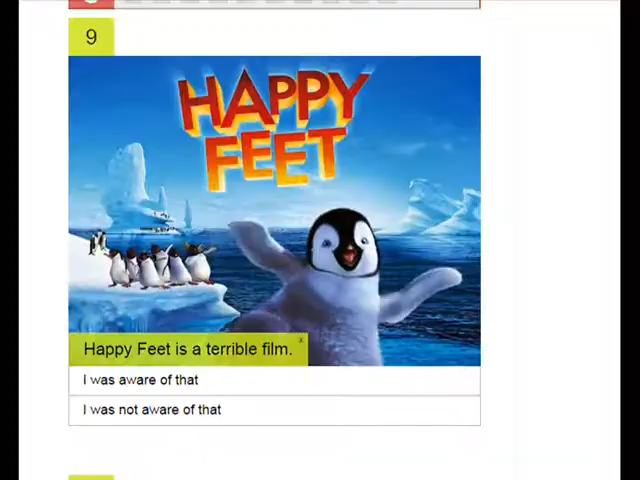 9
HAPPY
FEET
Happy Feet is a terrible film.
x
I was aware of that
I was not aware of that